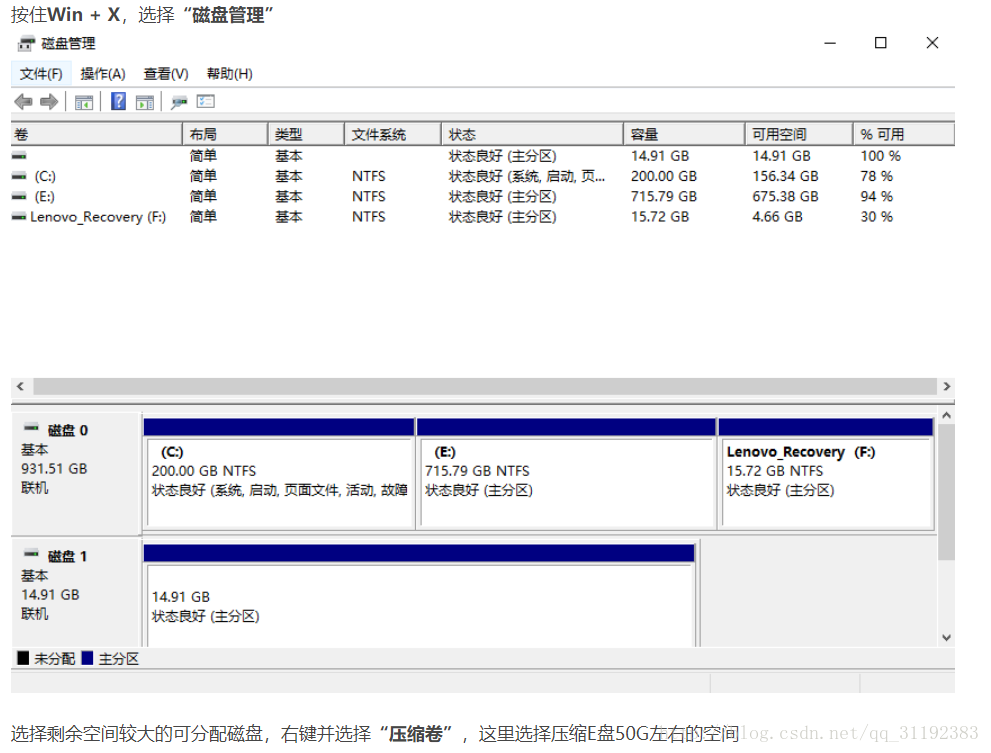 按住Win + X，选择“磁盘管理”
磁盘管理
文件(F) 操作(A) 查看(V) 帮助(H)
卷 布局 类型 文件系统 状态 容量 可用空间 % 可用
简单 基本 状态良好 (主分区) 14.91 GB 14.91 GB 100 %
(C:) 简单 基本 NTFS 状态良好 (系统, 启动, 页... 200.00 GB 156.34 GB 78 %
(E:) 简单 基本 NTFS 状态良好 (主分区) 715.79 GB 675.38 GB 94 %
Lenovo_Recovery (F:) 简单 基本 NTFS 状态良好 (主分区) 15.72 GB 4.66 GB 30 %
磁盘 0
基本
931.51 GB
联机
(C:)
200.00 GB NTFS
状态良好 (系统, 启动, 页面文件, 活动, 故障
(E:)
715.79 GB NTFS
状态良好 (主分区)
Lenovo_Recovery (F:)
15.72 GB NTFS
状态良好 (主分区)
磁盘 1
基本
14.91 GB
联机
14.91 GB
状态良好 (主分区)
未分配 主分区
选择剩余空间较大的可分配磁盘，右键并选择“压缩卷”，这里选择压缩E盘50G左右的空间
log.csdn.net/qq_31192383